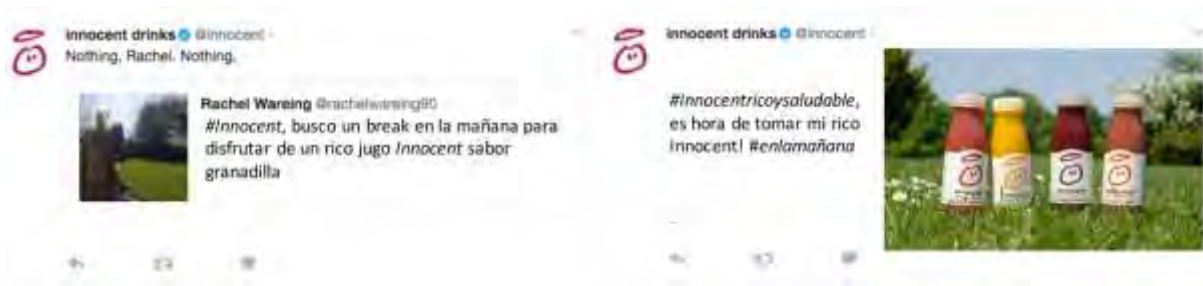 innocent drinks @innocent
Nothing, Rachel. Nothing.
Rachel Wareing @rachelwareing90
#Innocent, busco un break en la mañana para
disfrutar de un rico jugo Innocent sabor
granadilla
innocent drinks @innocent
#Innocentricoysaludable,
es hora de tomar mi rico
Innocent! #enlamañana